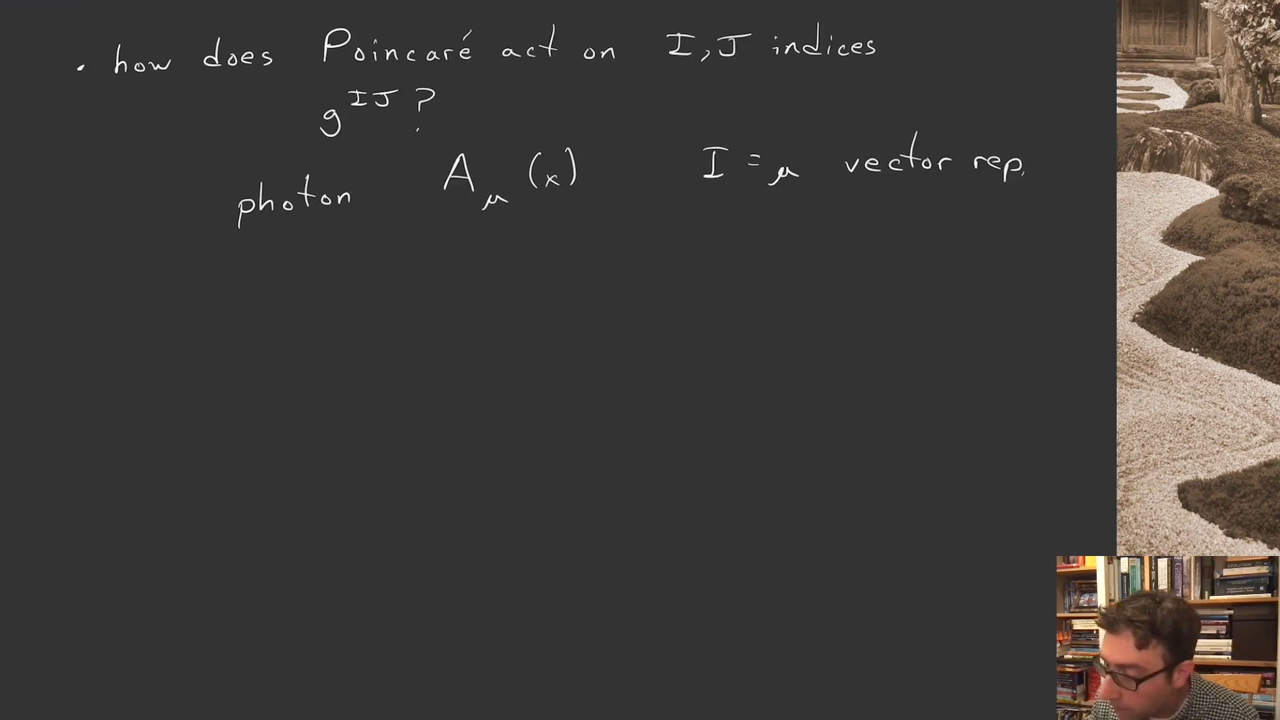 . how does Poincaré act on I, J indices
g^{IJ} ?
photon A_μ (x) I = μ vector rep.